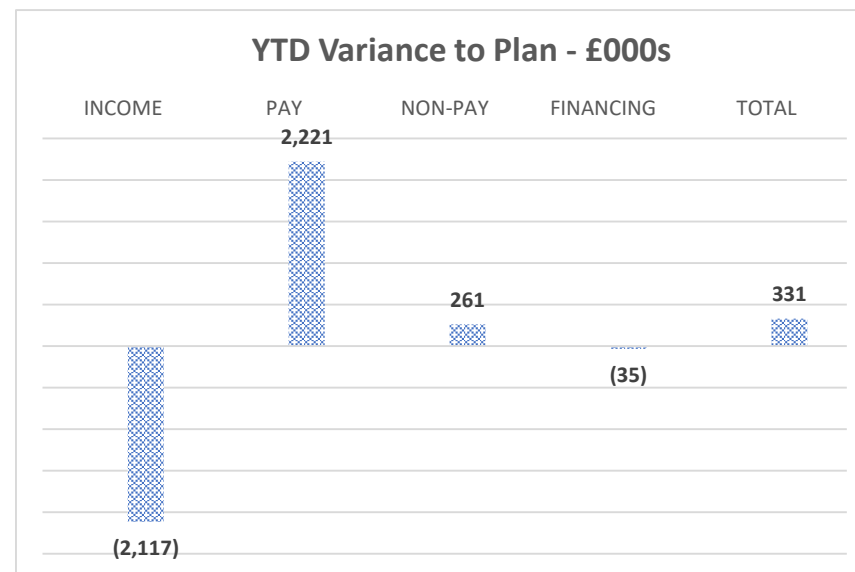 YTD Variance to Plan - £000s
INCOME PAY NON-PAY FINANCING TOTAL
2,221
261
331
(35)
(2,117)